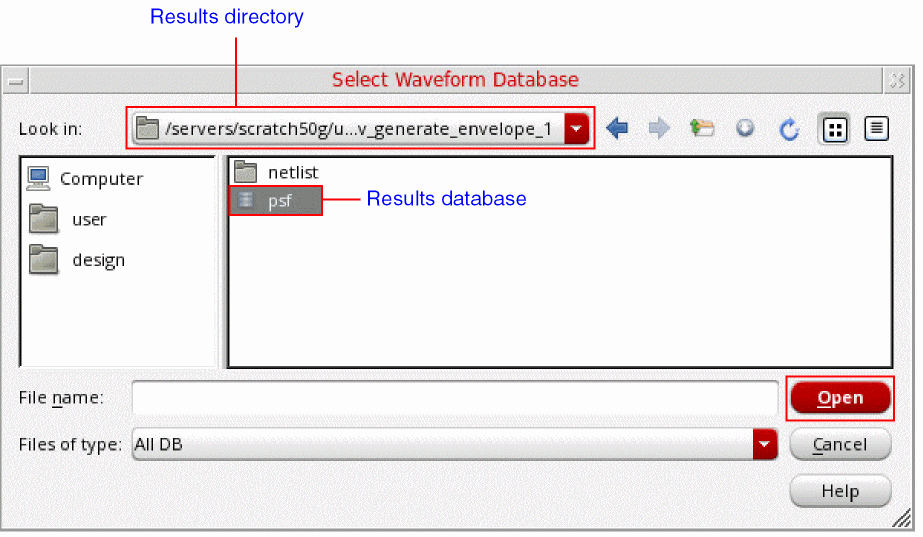 Results directory
Select Waveform Database
Look in: /servers/scratch50g/u...v_generate_envelope_1
Computer
user
design
netlist
psf Results database
File name: Open
Files of type: All DB Cancel
Help